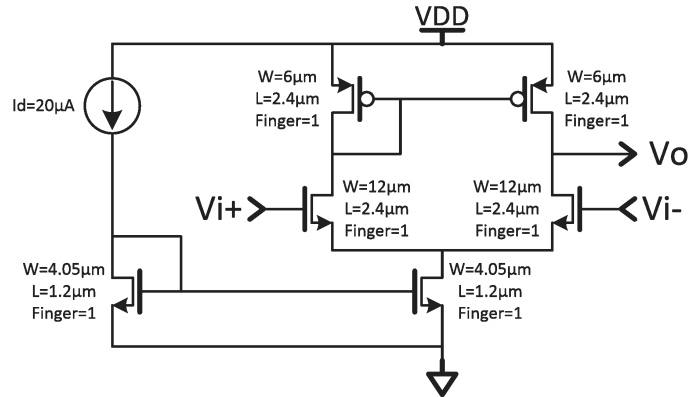 VDD
W=6µm
L=2.4µm
Finger=1
W=6µm
L=2.4µm
Finger=1
Id=20µA
Vo
W=12µm
L=2.4µm
Finger=1
W=12µm
L=2.4µm
Finger=1
Vi+
Vi-
W=4.05µm
L=1.2µm
Finger=1
W=4.05µm
L=1.2µm
Finger=1